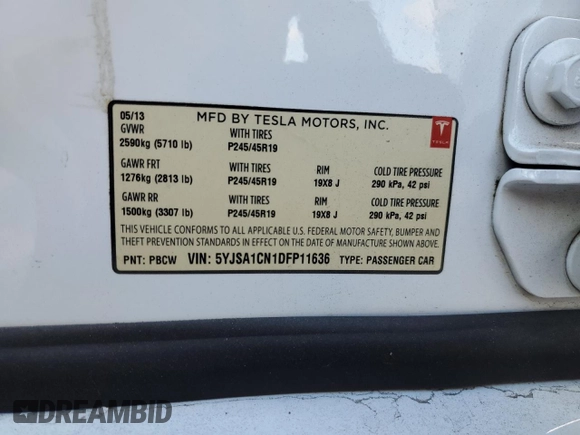 05/13 MFD BY TESLA MOTORS, INC.
GVWR WITH TIRES
2590kg (5710 lb) P245/45R19
TESLA
GAWR FRT WITH TIRES RIM COLD TIRE PRESSURE
1276kg (2813 lb) P245/45R19 19X8 J 290 kPa, 42 psi
GAWR RR WITH TIRES RIM COLD TIRE PRESSURE
1500kg (3307 lb) P245/45R19 19X8 J 290 kPa, 42 psi
THIS VEHICLE CONFORMS TO ALL APPLICABLE U.S. FEDERAL MOTOR SAFETY, BUMPER AND
THEFT PREVENTION STANDARDS IN EFFECT ON THE DATE OF MANUFACTURE SHOWN ABOVE.
PNT: PBCW VIN: 5YJSA1CN1DFP11636 TYPE: PASSENGER CAR
DREAMBID